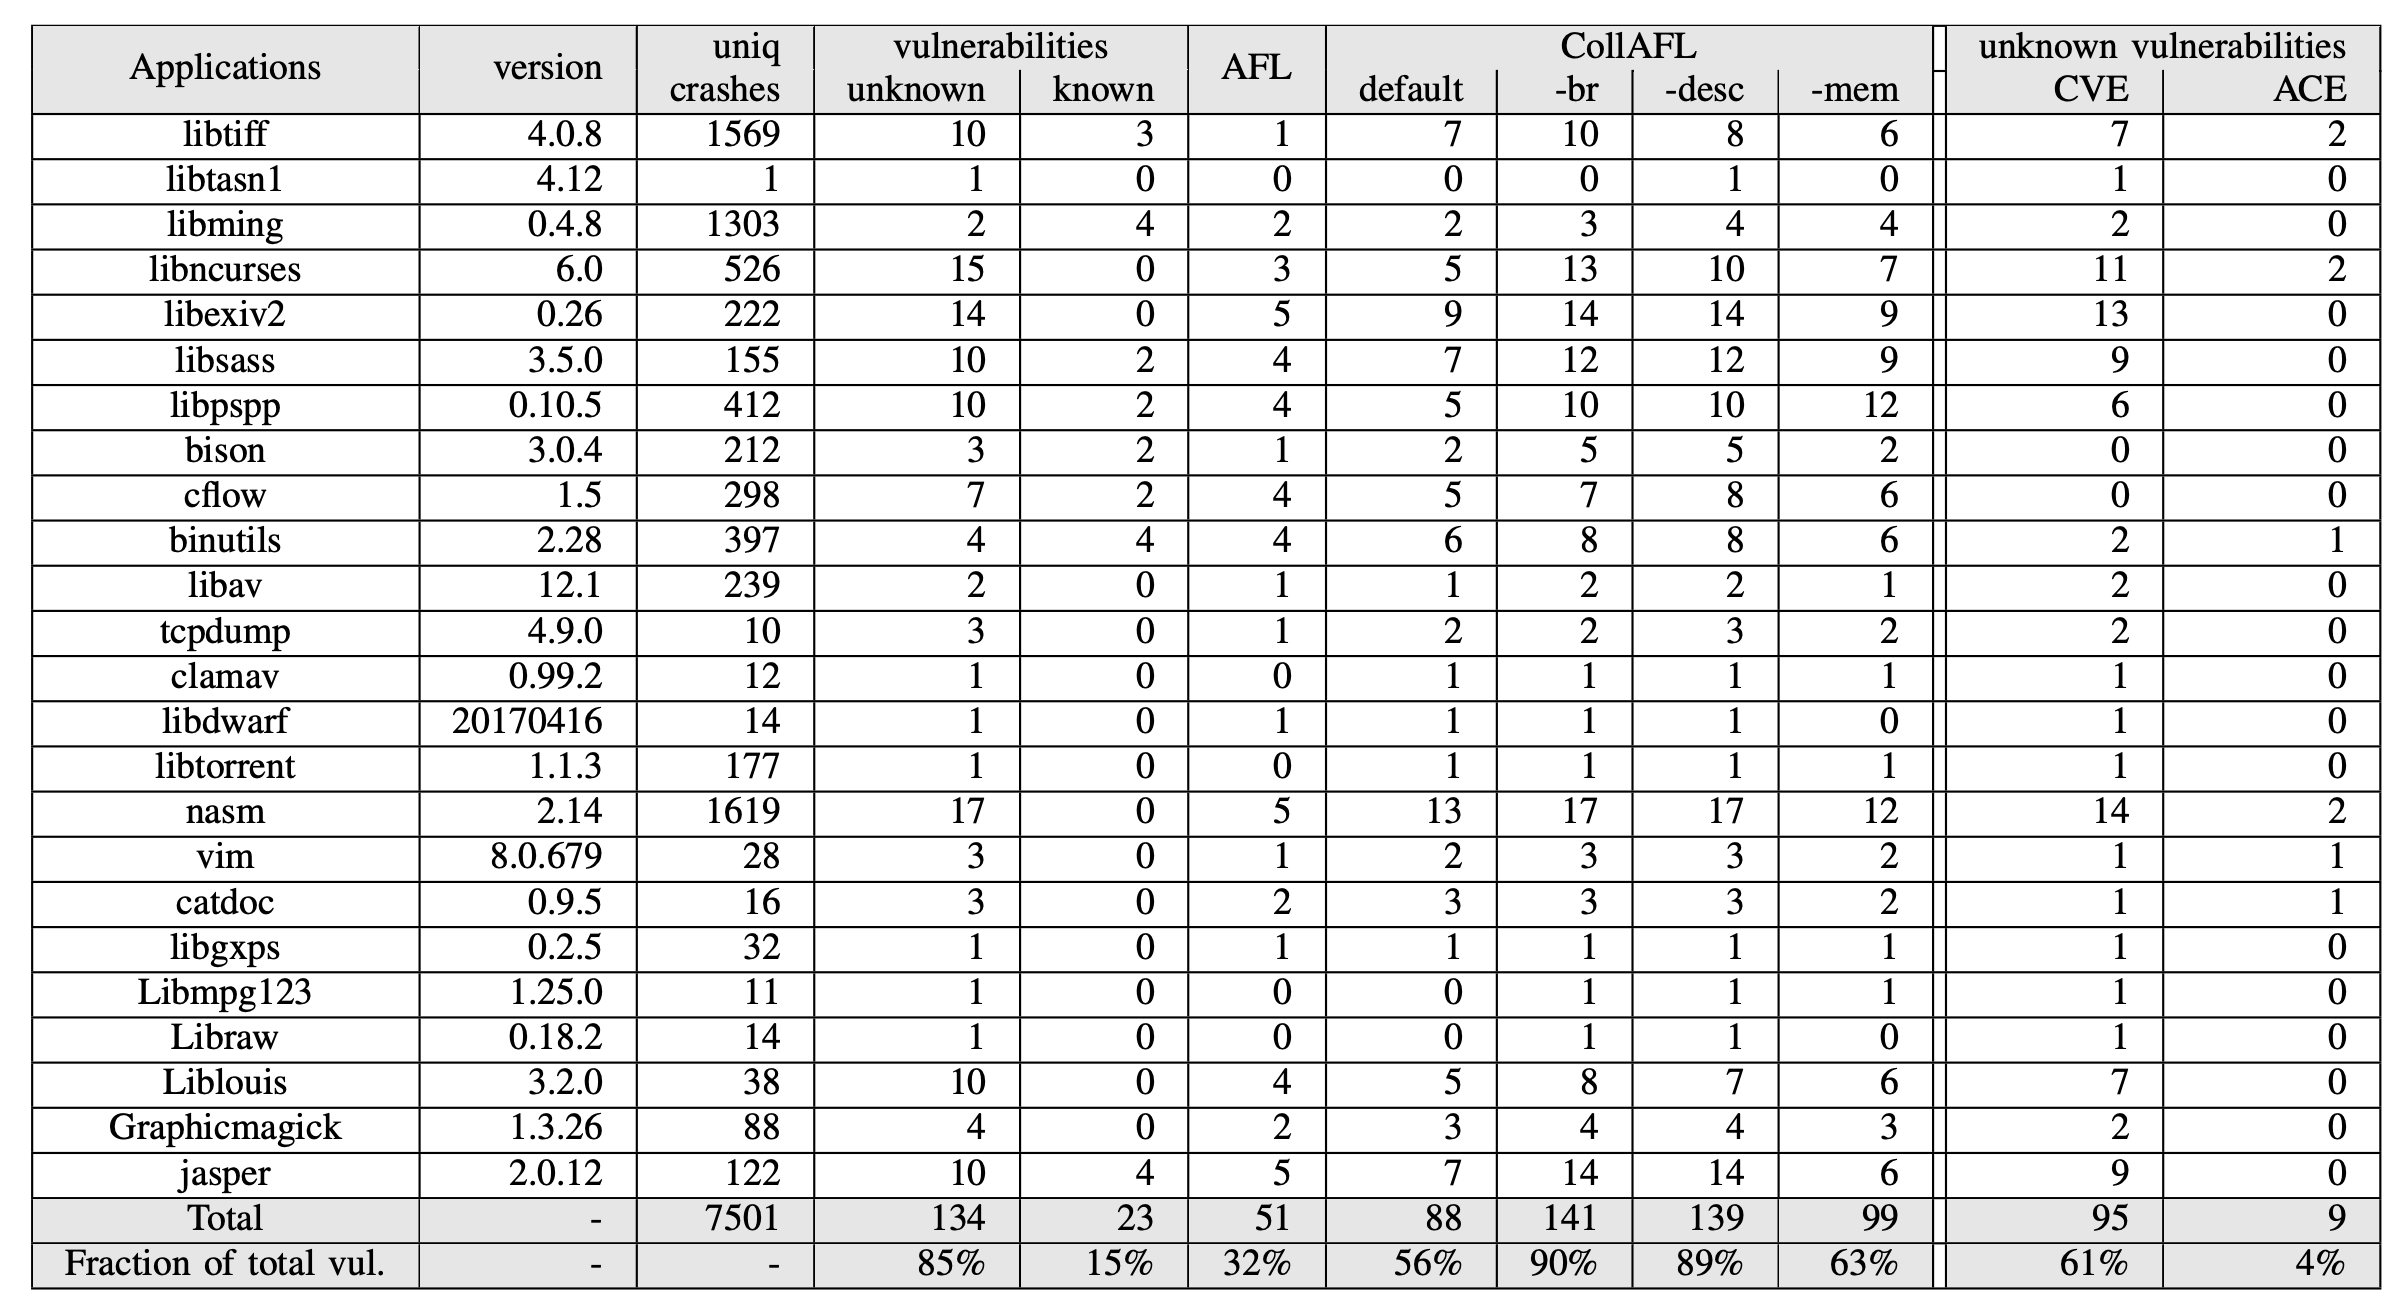 Applications version uniq crashes vulnerabilities AFL CollAFL unknown vulnerabilities
unknown known default -br -desc -mem CVE ACE
libtiff 4.0.8 1569 10 3 1 7 10 8 6 7 2
libtasn1 4.12 1 1 0 0 0 0 1 0 1 0
libming 0.4.8 1303 2 4 2 2 3 4 4 2 0
libncurses 6.0 526 15 0 3 5 13 10 7 11 2
libexiv2 0.26 222 14 0 5 9 14 14 9 13 0
libsass 3.5.0 155 10 2 4 7 12 12 9 9 0
libpspp 0.10.5 412 10 2 4 5 10 10 12 6 0
bison 3.0.4 212 3 2 1 2 5 5 2 0 0
cflow 1.5 298 7 2 4 5 7 8 6 0 0
binutils 2.28 397 4 4 4 6 8 8 6 2 1
libav 12.1 239 2 0 1 1 2 2 1 2 0
tcpdump 4.9.0 10 3 0 1 2 2 3 2 2 0
clamav 0.99.2 12 1 0 0 1 1 1 1 1 0
libdwarf 20170416 14 1 0 1 1 1 1 0 1 0
libtorrent 1.1.3 177 1 0 0 1 1 1 1 1 0
nasm 2.14 1619 17 0 5 13 17 17 12 14 2
vim 8.0.679 28 3 0 1 2 3 3 2 1 1
catdoc 0.9.5 16 3 0 2 3 3 3 2 1 1
libgxps 0.2.5 32 1 0 1 1 1 1 1 1 0
Libmpg123 1.25.0 11 1 0 0 0 1 1 1 1 0
Libraw 0.18.2 14 1 0 0 0 1 1 0 1 0
Liblouis 3.2.0 38 10 0 4 5 8 7 6 7 0
Graphicmagick 1.3.26 88 4 0 2 3 4 4 3 2 0
jasper 2.0.12 122 10 4 5 7 14 14 6 9 0
Total - 7501 134 23 51 88 141 139 99 95 9
Fraction of total vul. - - 85% 15% 32% 56% 90% 89% 63% 61% 4%